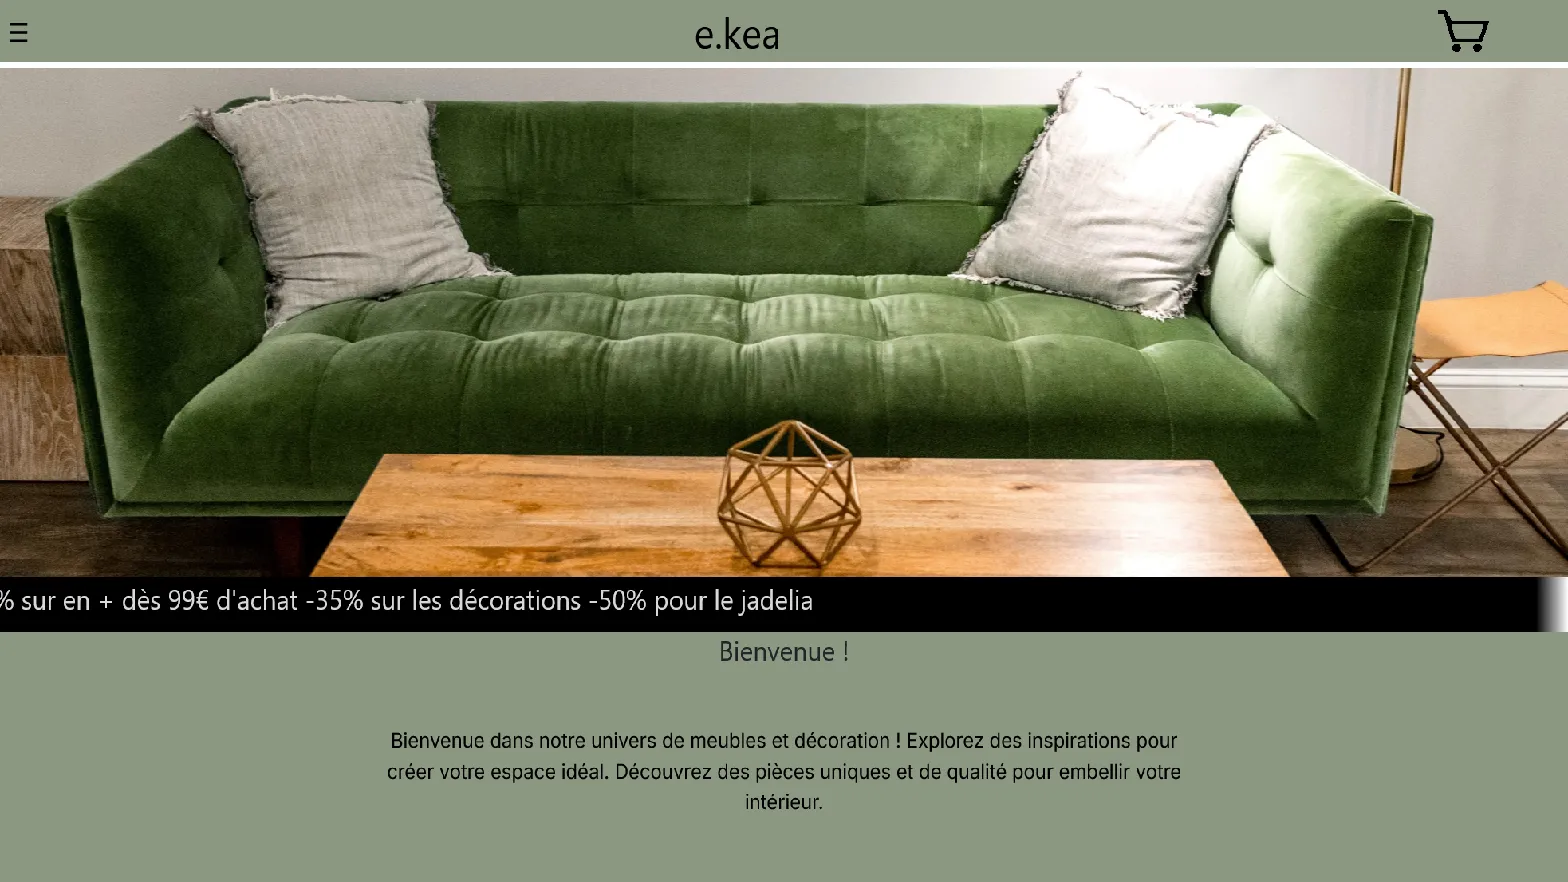 e.kea
% sur en + dès 99€ d'achat -35% sur les décorations -50% pour le jadelia
Bienvenue !
Bienvenue dans notre univers de meubles et décoration ! Explorez des inspirations pour
créer votre espace idéal. Découvrez des pièces uniques et de qualité pour embellir votre
intérieur.